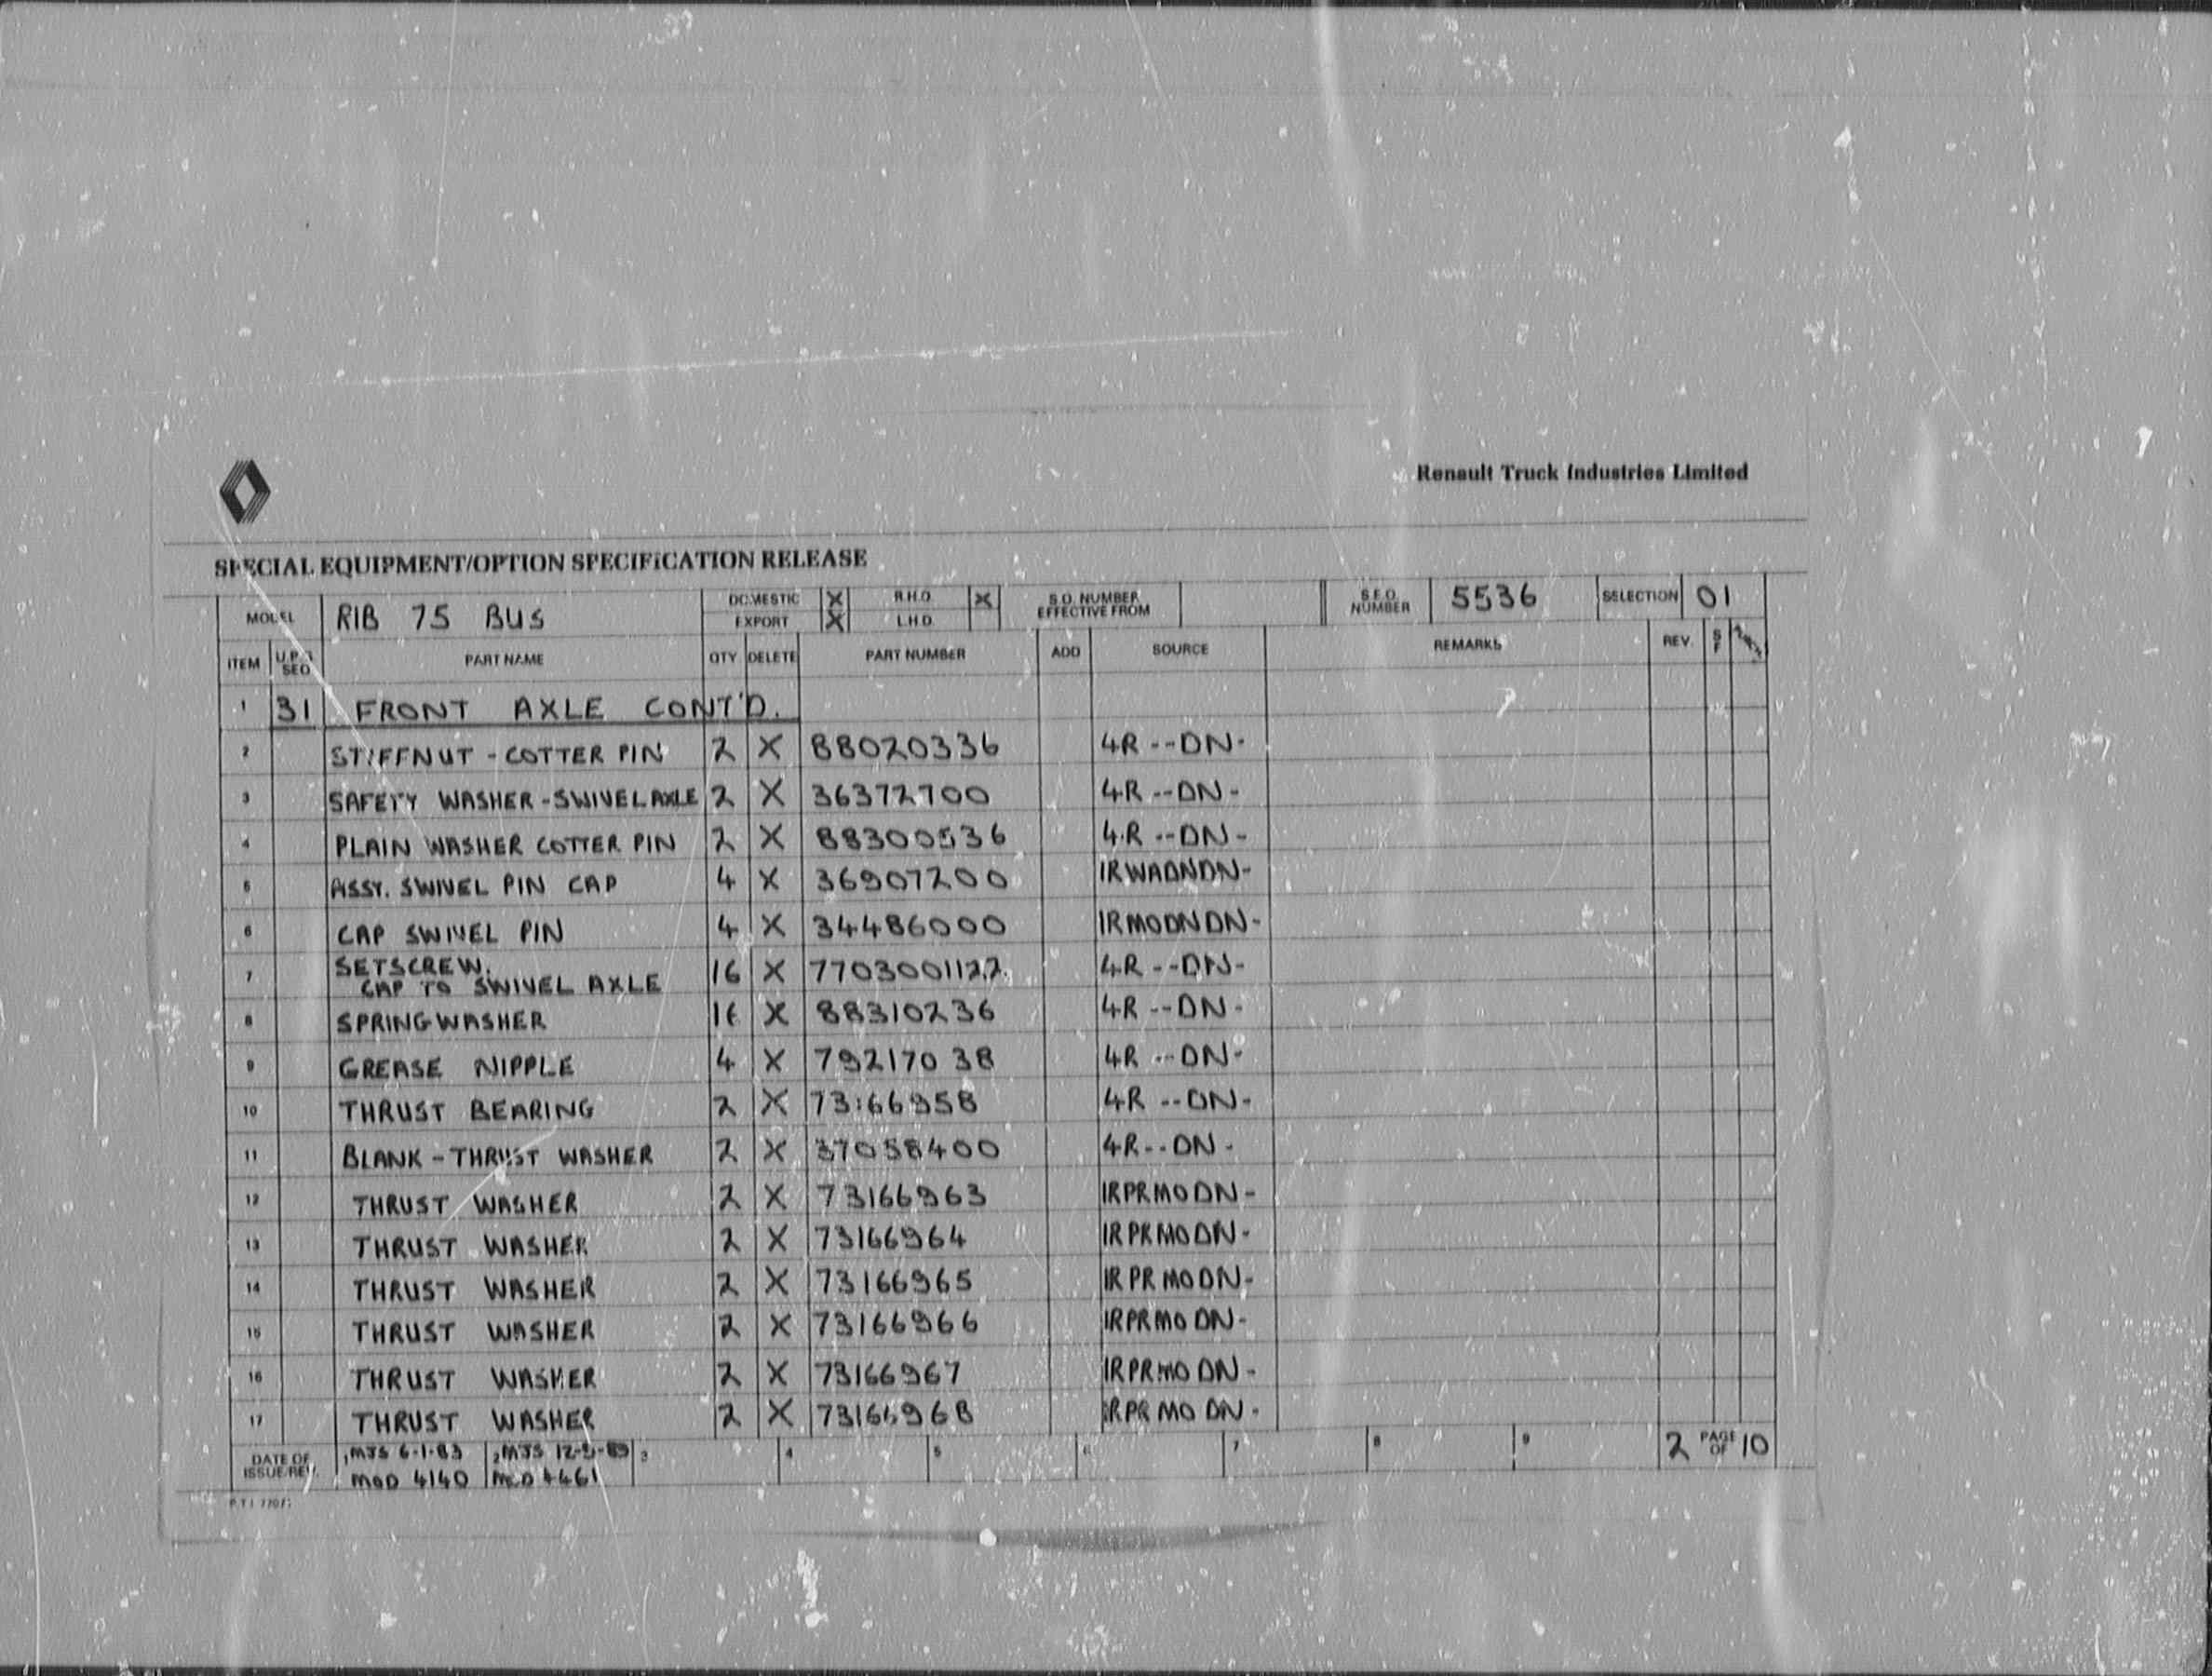 Renault Truck Industries Limited
SPECIAL EQUIPMENT/OPTION SPECIFICATION RELEASE
MODEL RIB 75 BUS DOMESTIC X R.H.D. X S.O. NUMBER EFFECTIVE FROM S.E.O. NUMBER 5536 SELECTION 01
EXPORT X L.H.D.
ITEM SEQ PART NAME QTY DELETE PART NUMBER ADD SOURCE REMARKS REV. S F
1 31 FRONT AXLE CONT'D.
2 STIFFNUT - COTTER PIN 2 X 88020336 4R--DN-
3 SAFETY WASHER - SWIVEL AXLE 2 X 36372700 4R--DN-
4 PLAIN WASHER COTTER PIN 2 X 88300536 4R--DN-
5 ASSY. SWIVEL PIN CAP 4 X 36907200 IRWADNDN-
6 CAP SWIVEL PIN 4 X 34486000 IRMODNDN-
7 SETSCREW.
CAP TO SWIVEL AXLE 16 X 7703001122 4R--DN-
8 SPRING WASHER 16 X 88310236 4R--DN-
9 GREASE NIPPLE 4 X 79217038 4R--DN-
10 THRUST BEARING 2 X 73166958 4R--DN-
11 BLANK - THRUST WASHER 2 X 37058400 4R--DN-
12 THRUST WASHER 2 X 73166963 IRPRMODN-
13 THRUST WASHER 2 X 73166964 IRPRMODN-
14 THRUST WASHER 2 X 73166965 IRPRMODN-
15 THRUST WASHER 2 X 73166966 IRPRMODN-
16 THRUST WASHER 2 X 73166967 IRPRMODN-
17 THRUST WASHER 2 X 73166968 IRPRMODN-
DATE OF ISSUE/REV. 1 MJS 6-1-83 2 MJS 3 4 5 6 7 8 9 2 PAGE OF 10
MOD 4140 MOD 4461